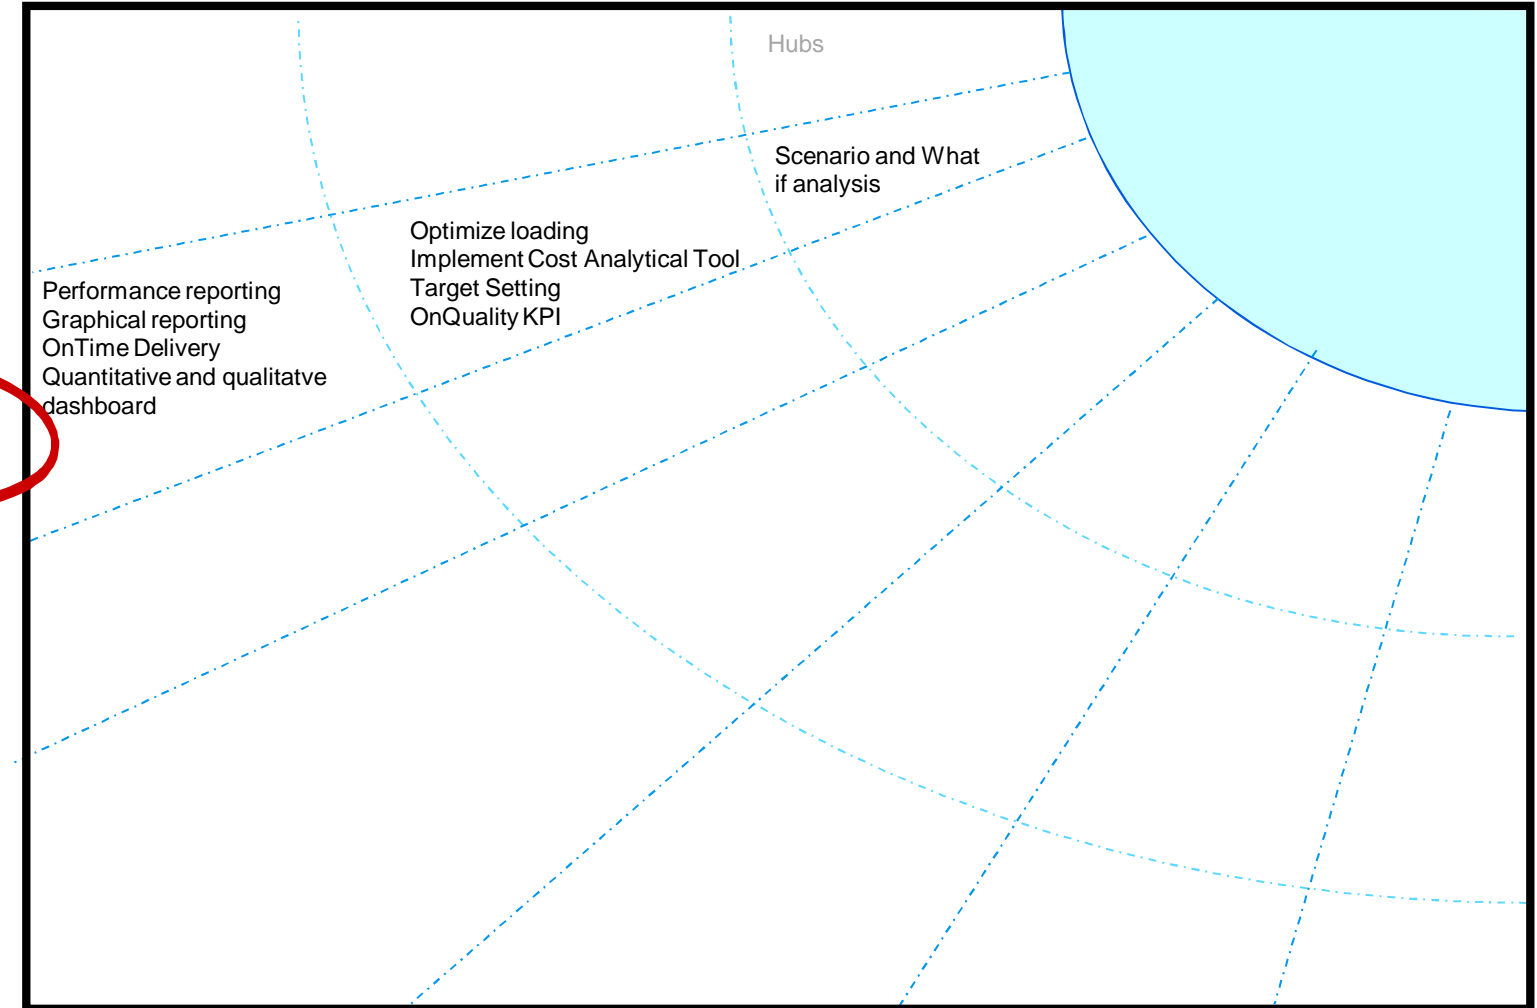 Hubs
Scenario and What
if analysis
Optimize loading
Implement Cost Analytical Tool
Target Setting
OnQuality KPI
Performance reporting
Graphical reporting
OnTime Delivery
Quantitative and qualitatve
dashboard